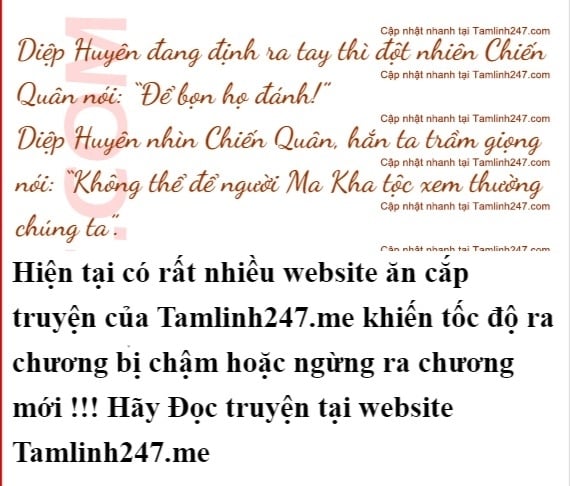 Cập nhật nhanh tại Tamlinh247.com
Diệp Huyên đang định ra tay thì đột nhiên Chiến
Cập nhật nhanh tại Tamlinh247.com
Quân nói: “Để bọn họ đánh!”
Cập nhật nhanh tại Tamlinh247.com
Diệp Huyên nhìn Chiến Quân, hắn ta trầm giọng
Cập nhật nhanh tại Tamlinh247.com
nói: “Không thể để người Ma Kha tộc xem thường
Cập nhật nhanh tại Tamlinh247.com
chúng ta”.
Cập nhật nhanh tại Tamlinh247.com
.COM
Hiện tại có rất nhiều website ăn cắp
truyện của Tamlinh247.me khiến tốc độ ra
chương bị chậm hoặc ngừng ra chương
mới !!! Hãy Đọc truyện tại website
Tamlinh247.me